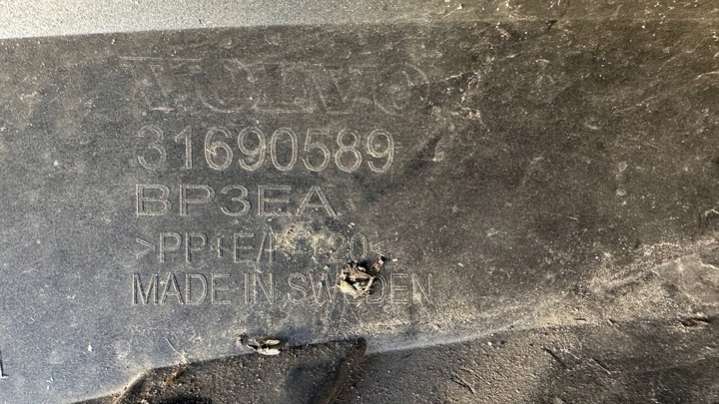 VOLVO
31690589
BP3EA
MADE IN SWEDEN